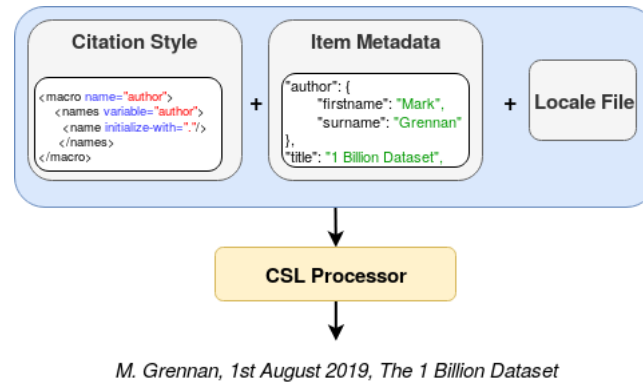 Citation Style
<macro name="author">
<names variable="author">
<name initialize-with="."/>
</names>
</macro>
+
Item Metadata
"author": {
"firstname": "Mark",
"surname": "Grennan"
},
"title": "1 Billion Dataset",
+
Locale File
CSL Processor
M. Grennan, 1st August 2019, The 1 Billion Dataset